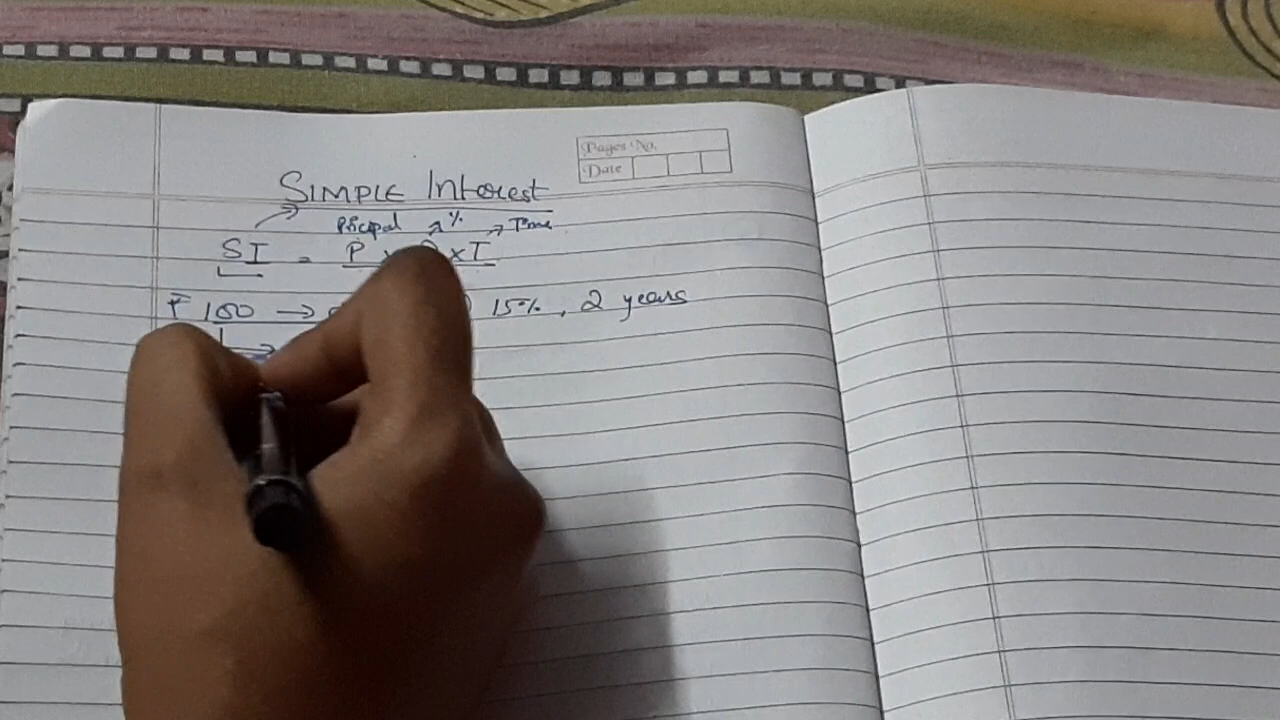 Pages No.
Date
SIMPLE Interest
Pricipal % Time
SI = P × T
₹ 100 → 15%, 2 years